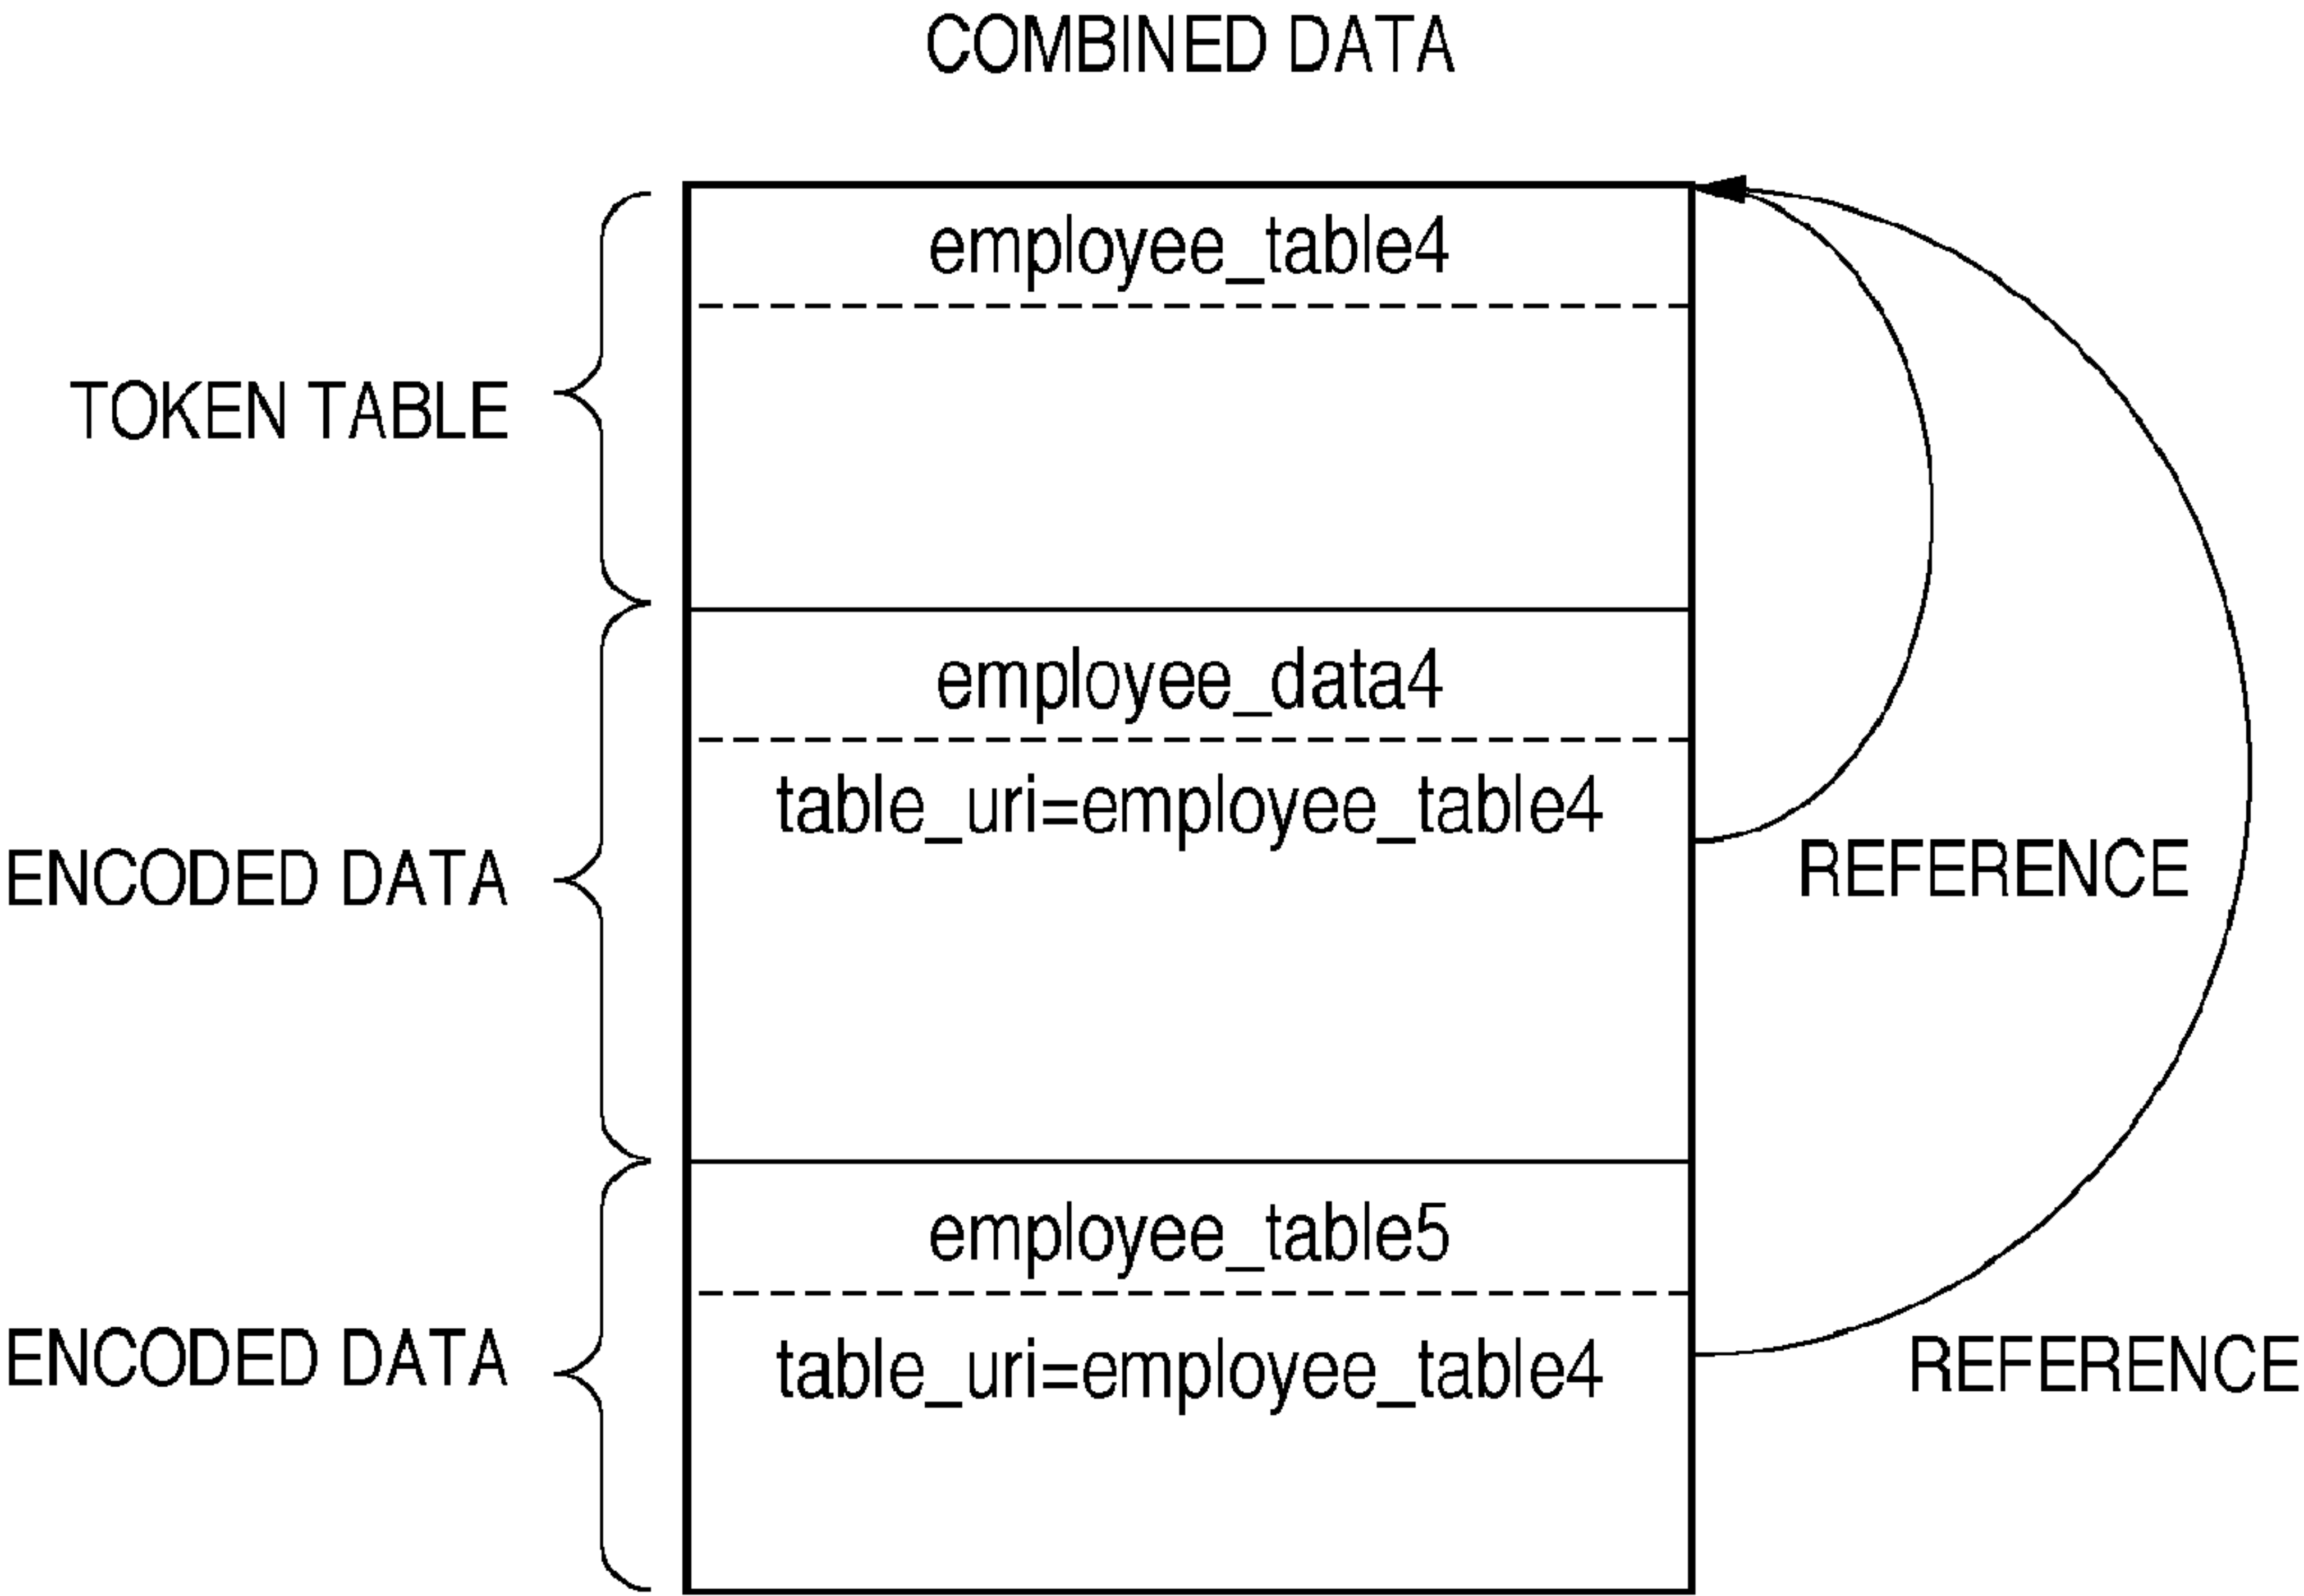 COMBINED DATA
employee_table4
TOKEN TABLE
employee_data4
table_uri=employee_table4
ENCODED DATA
REFERENCE
employee_table5
ENCODED DATA
table_uri=employee_table4
REFERENCE